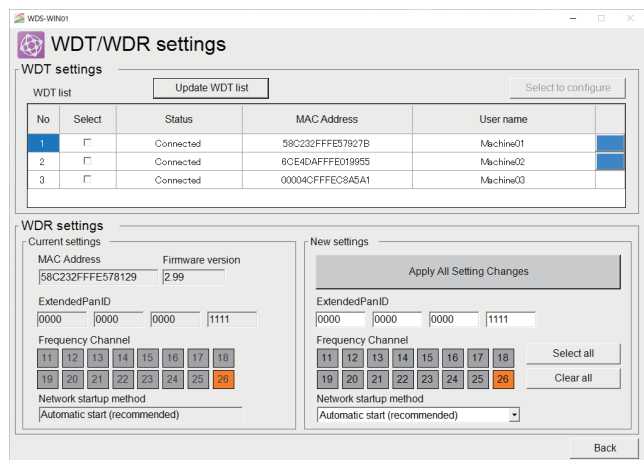 WDS-WIN01
WDT/WDR settings
WDT settings
WDT list
Update WDT list
Select to configure
No Select Status MAC Address User name
1 Connected 58C232FFFE57927B Machine01
2 Connected 6CE4DAFFFE019955 Machine02
3 Connected 00004CFFFEC8A5A1 Machine03
WDR settings
Current settings
MAC Address Firmware version
58C232FFFE578129 2.99
ExtendedPanID
0000 0000 0000 1111
Frequency Channel
11 12 13 14 15 16 17 18
19 20 21 22 23 24 25 26
Network startup method
Automatic start (recommended)
New settings
Apply All Setting Changes
ExtendedPanID
0000 0000 0000 1111
Frequency Channel
11 12 13 14 15 16 17 18
Select all
19 20 21 22 23 24 25 26
Clear all
Network startup method
Automatic start (recommended)
Back